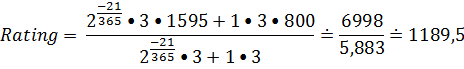 Rating = (2^(-21/365) • 3 • 1595 + 1 • 3 • 800) / (2^(-21/365) • 3 + 1 • 3) ≐ 6998 / 5,883 ≐ 1189,5